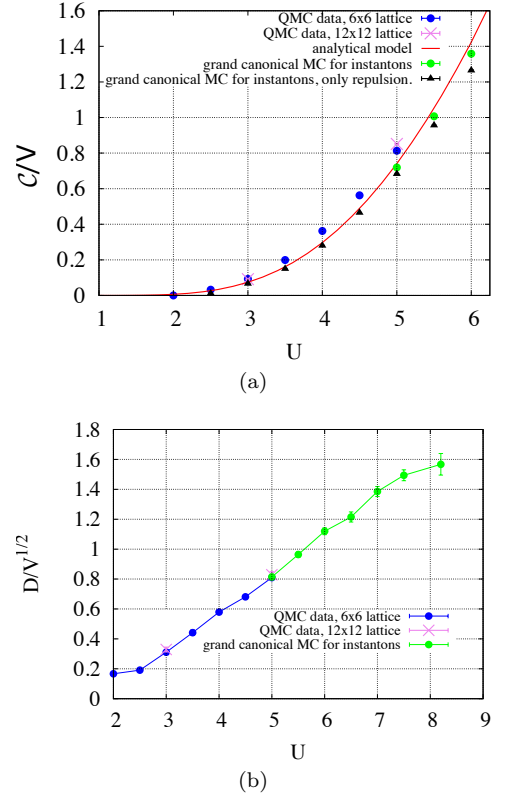 QMC data, 6x6 lattice
QMC data, 12x12 lattice
analytical model
grand canonical MC for instantons
grand canonical MC for instantons, only repulsion.
1.6
1.4
1.2
1
0.8
0.6
0.4
0.2
0
C/V
1 2 3 4 5 6
U
(a)
1.8
1.6
1.4
1.2
1
0.8
0.6
0.4
0.2
0
D/V^{1/2}
QMC data, 6x6 lattice
QMC data, 12x12 lattice
grand canonical MC for instantons
2 3 4 5 6 7 8 9
U
(b)